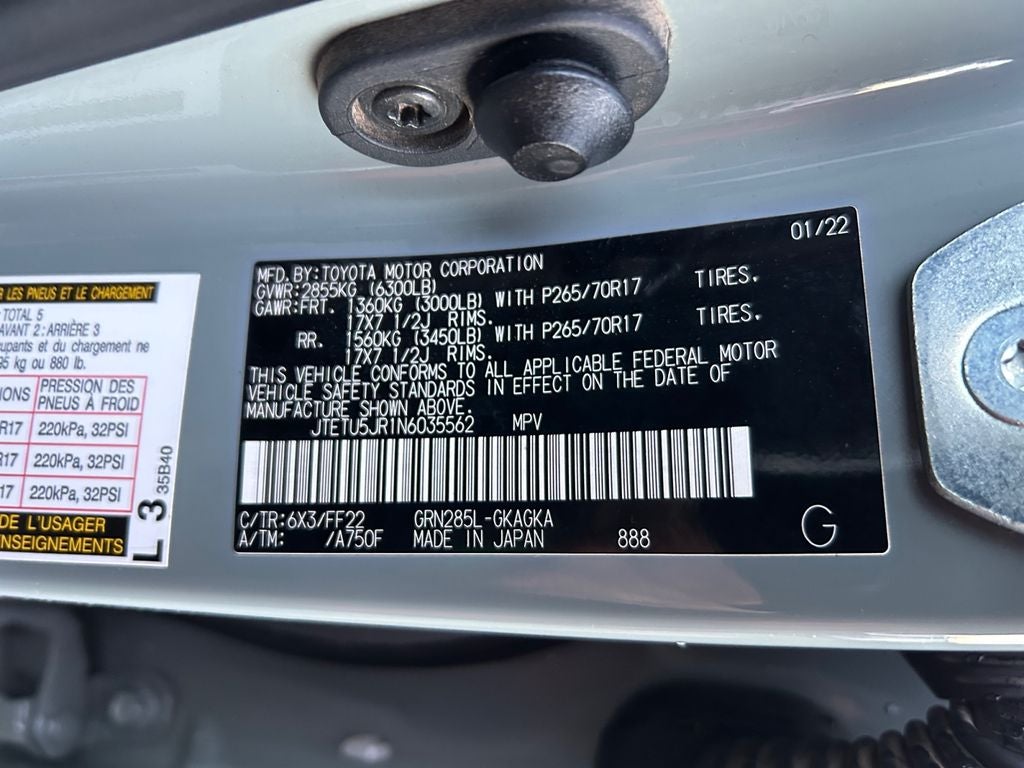 R LES PNEUS ET LE CHARGEMENT
TOTAL 5
AVANT 2: ARRIÈRE 3
upants et du chargement ne
95 kg ou 880 lb.
IONS PRESSION DES PNEUS À FROID
R17 220kPa, 32PSI
R17 220kPa, 32PSI
17 220kPa, 32PSI
DE L'USAGER
ENSEIGNEMENTS
L 3 35B40
01/22
MFD. BY: TOYOTA MOTOR CORPORATION
GVWR: 2855KG (6300LB)
GAWR: FRT. 1360KG (3000LB) WITH P265/70R17 TIRES.
17X7 1/2J RIMS.
RR. 1560KG (3450LB) WITH P265/70R17 TIRES.
17X7 1/2J RIMS.
THIS VEHICLE CONFORMS TO ALL APPLICABLE FEDERAL MOTOR
VEHICLE SAFETY STANDARDS IN EFFECT ON THE DATE OF
MANUFACTURE SHOWN ABOVE.
JTETU5JR1N6035562 MPV
C/TR: 6X3/FF22 GRN285L-GKAGKA
A/TM: /A750F MADE IN JAPAN 888
G